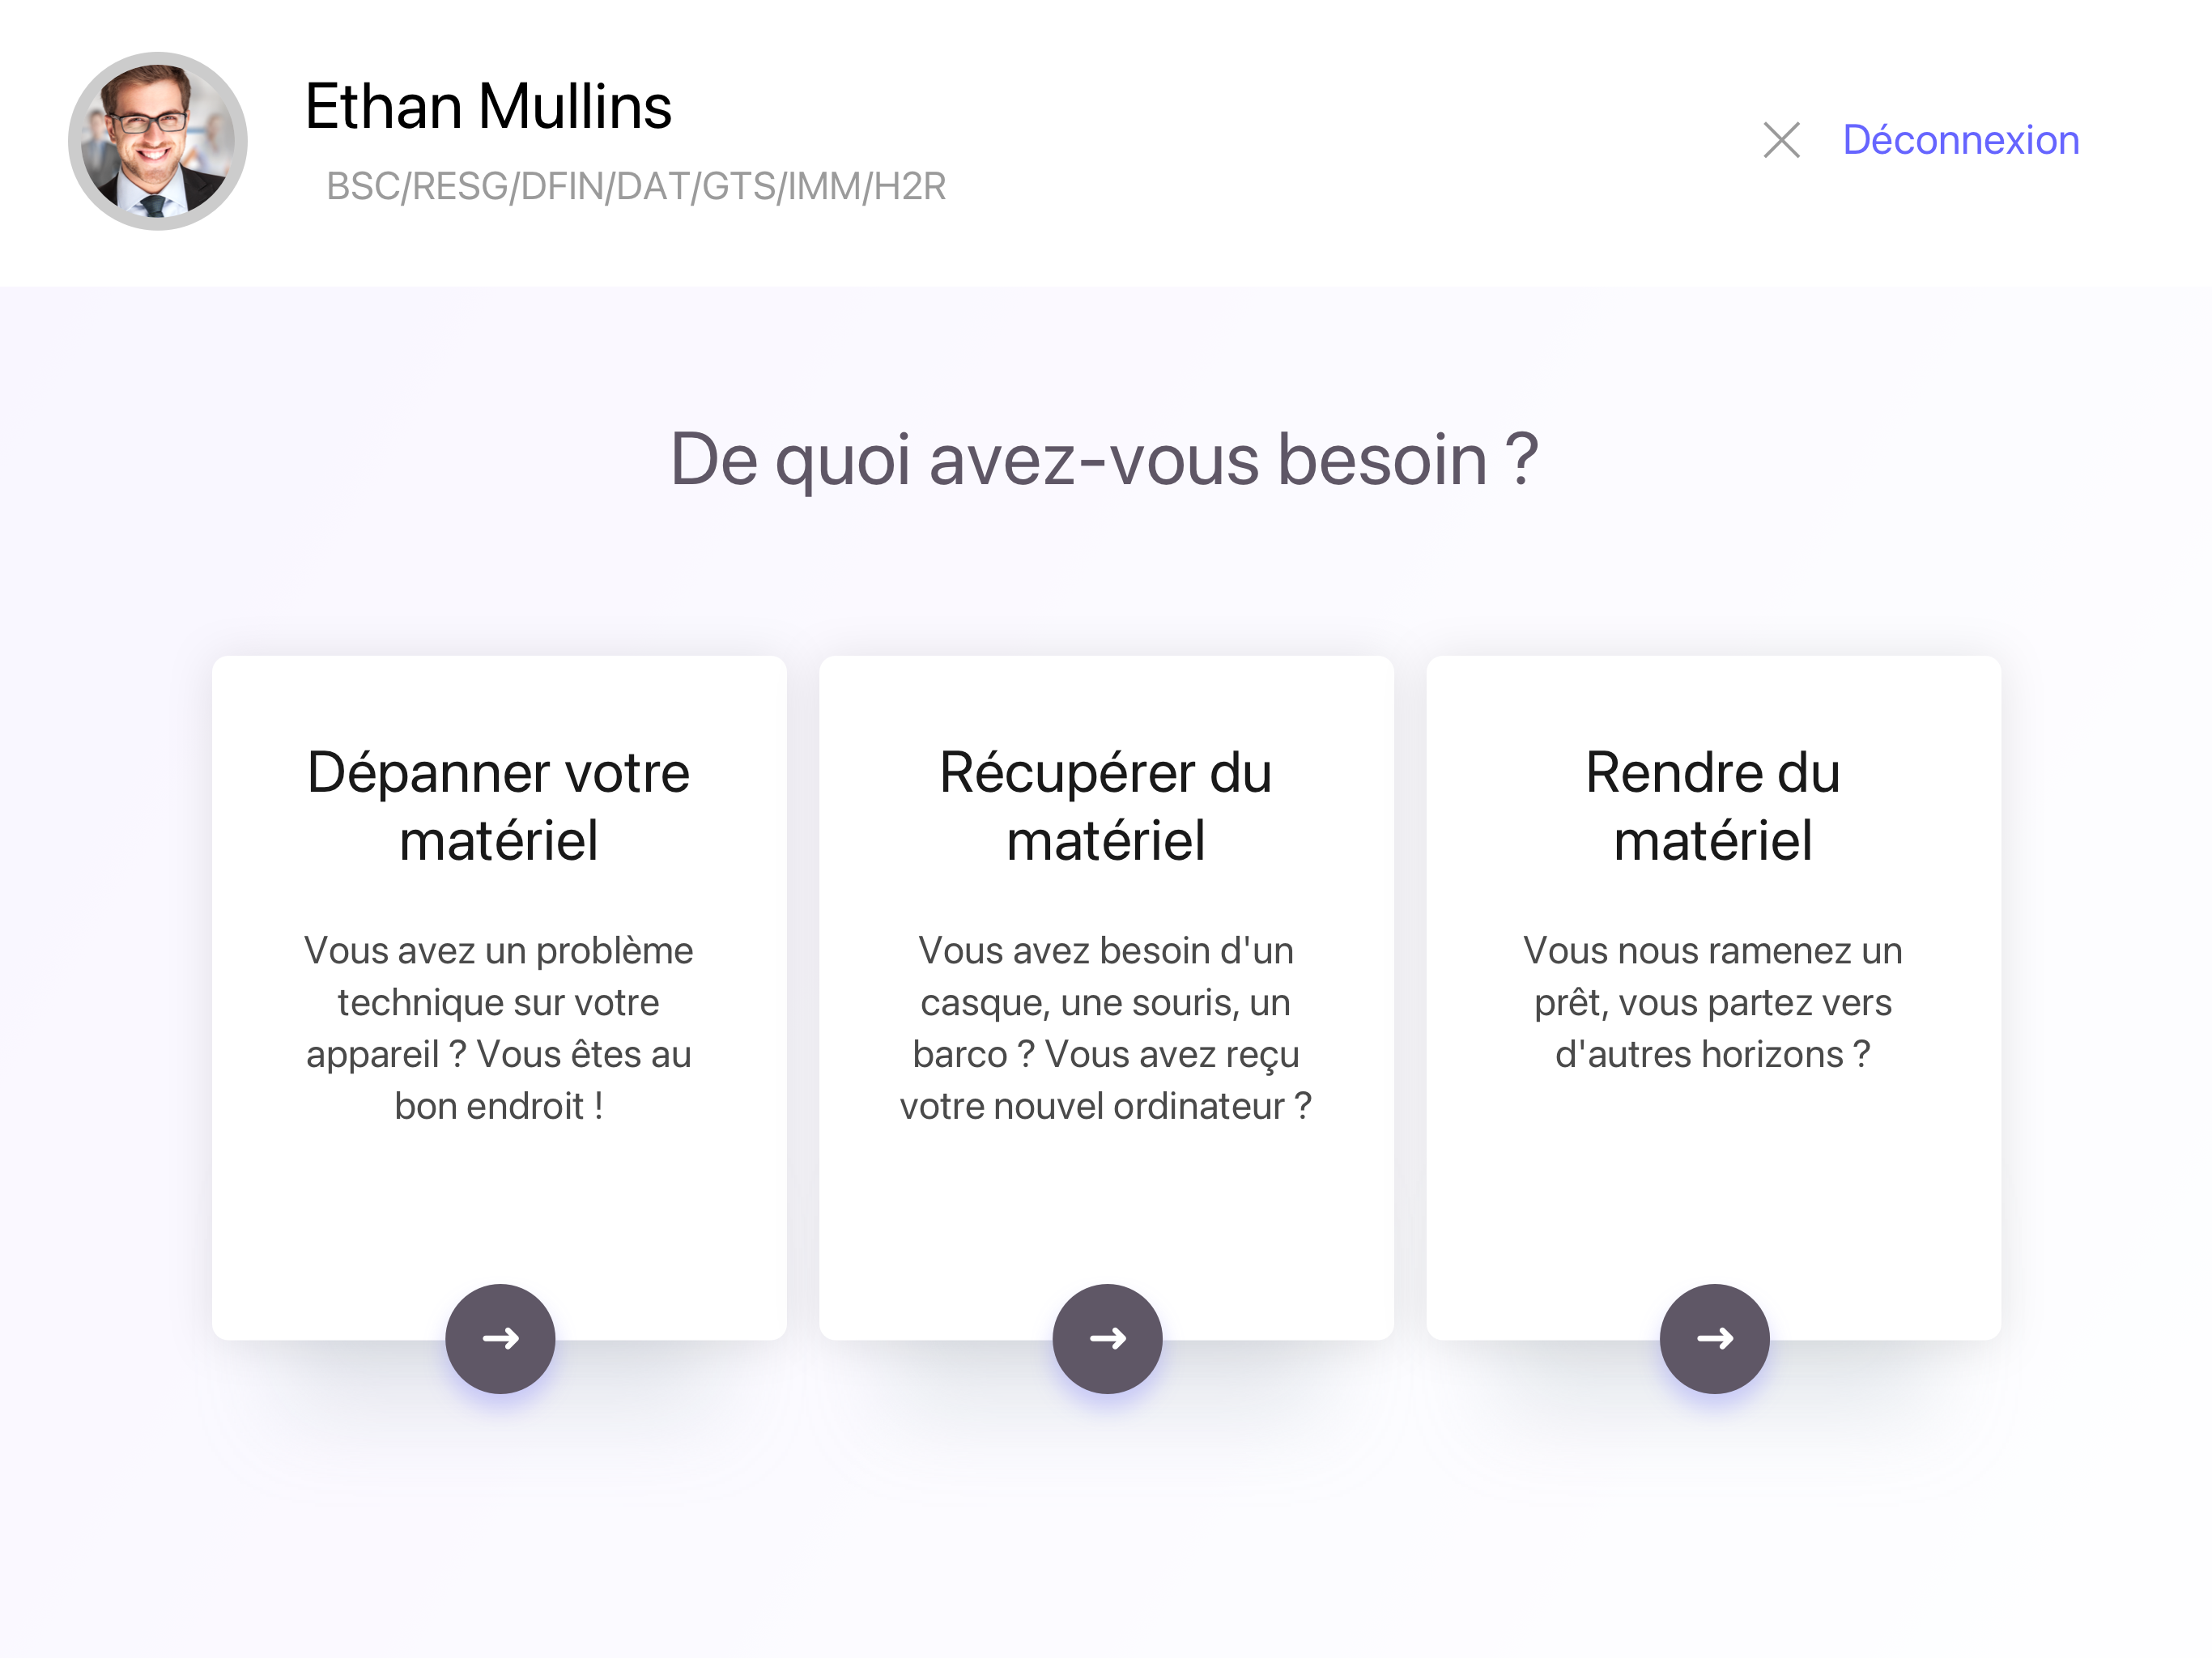 Ethan Mullins
BSC/RESG/DFIN/DAT/GTS/IMM/H2R
Déconnexion
De quoi avez-vous besoin ?
Dépanner votre
matériel
Vous avez un problème
technique sur votre
appareil ? Vous êtes au
bon endroit !
Récupérer du
matériel
Vous avez besoin d'un
casque, une souris, un
barco ? Vous avez reçu
votre nouvel ordinateur ?
Rendre du
matériel
Vous nous ramenez un
prêt, vous partez vers
d'autres horizons ?